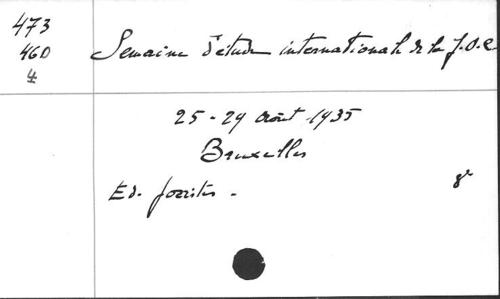 473
460
4
Semaine d'étude internationale de la J.O.C.
25-29 août 1935
Bruxelles
Ed. jocistes.
8°